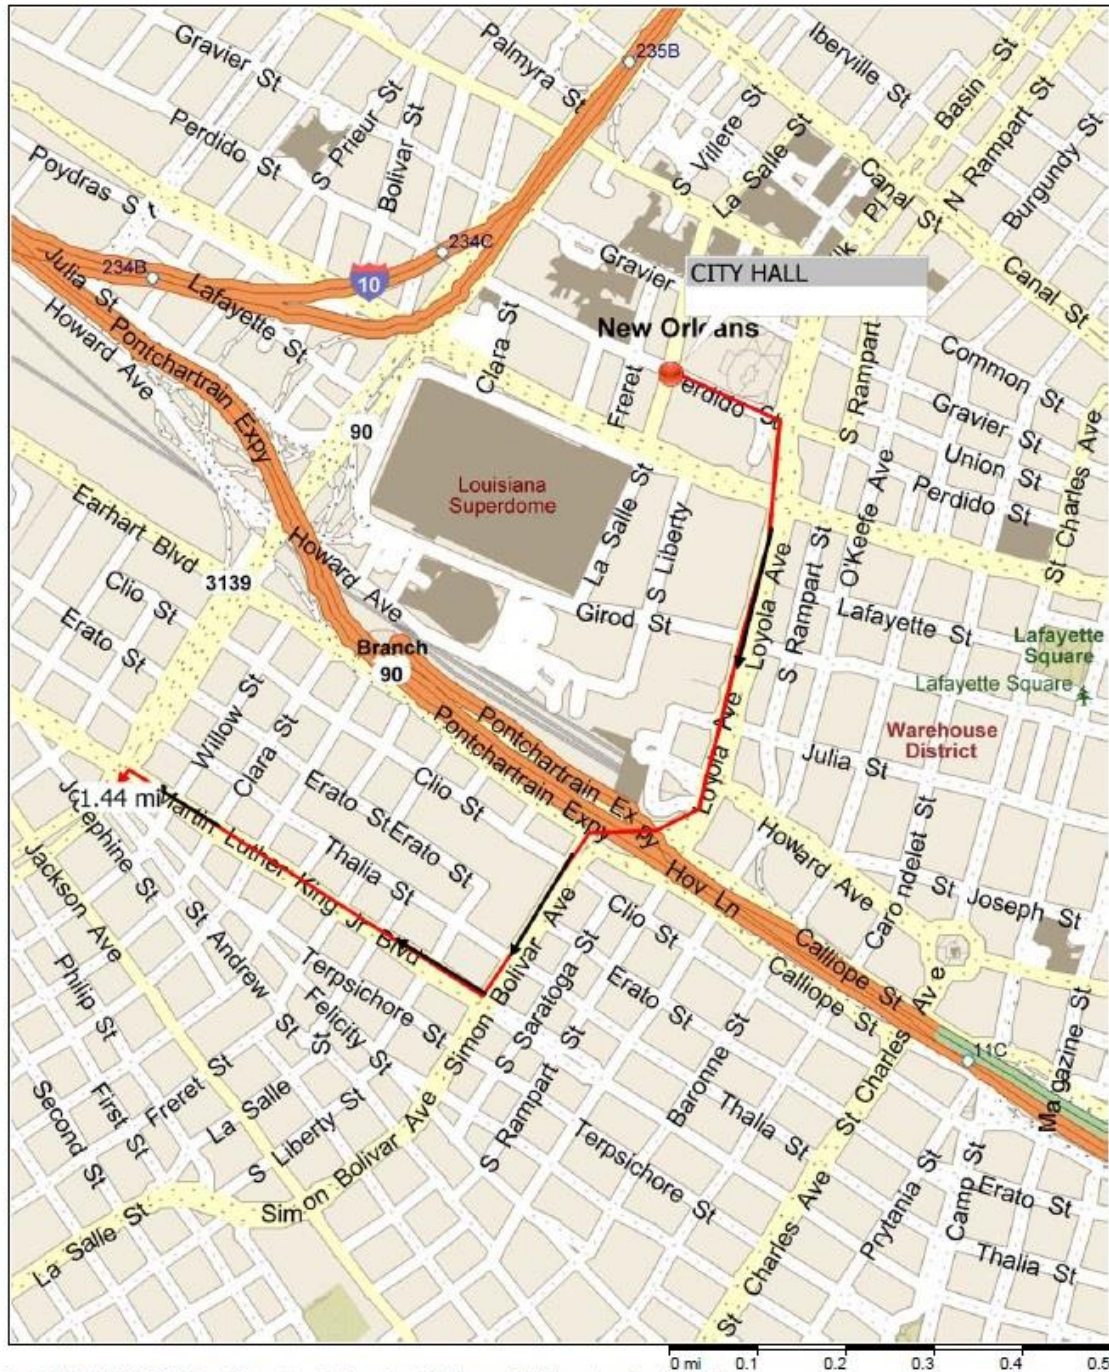 235B
Gravier St
Palmyra St
Iberville St
Basin St
N Rampart St
Perdido St
S Prieur St
Bolivar St
S Villere St
La Salle St
Canal St
Burgundy St
Poydras S
234C
234B
Julia St
Howard Ave
Lafayette St
10
Pontchartrain Expy
Clara St
Gravier
Pl
Canal St
CITY HALL
New Orleans
Freret
erdido St
S Rampart
Common St
Gravier St
Union St
Perdido St
St Charles Ave
90
Louisiana
Superdome
La Salle St
S Liberty
O'Keefe Ave
Earhart Blvd
Howard Ave
3139
Clio St
Erato St
Girod St
Loyola Ave
S Rampart St
Lafayette St
Lafayette
Square
Lafayette Square
Branch
90
Warehouse
District
Julia St
Pontchartrain Expy
Pontchartrain Expy
Loyola Ave
Willow St
Clara St
Clio St
Erato St
Erato St
Thalia St
1.44 mi
Josephine St
Martin Luther King Jr Blvd
Hov Ln
Howard Ave
Carondelet St
St Joseph St
Jackson Ave
St Andrew St
Terpsichore St
Felicity St
Simon Bolivar Ave
S Saratoga St
Clio St
Erato St
Calliope St
Calliope St
St Charles Ave
11C
Magazine St
Philip St
First St
Second St
Freret St
La Salle
S Liberty St
Simon Bolivar Ave
S Rampart St
Baronne St
Thalia St
Terpsichore St
Prytania St
Camp St
Erato St
Thalia St
La Salle St
St Charles Ave
0 mi 0.1 0.2 0.3 0.4 0.5